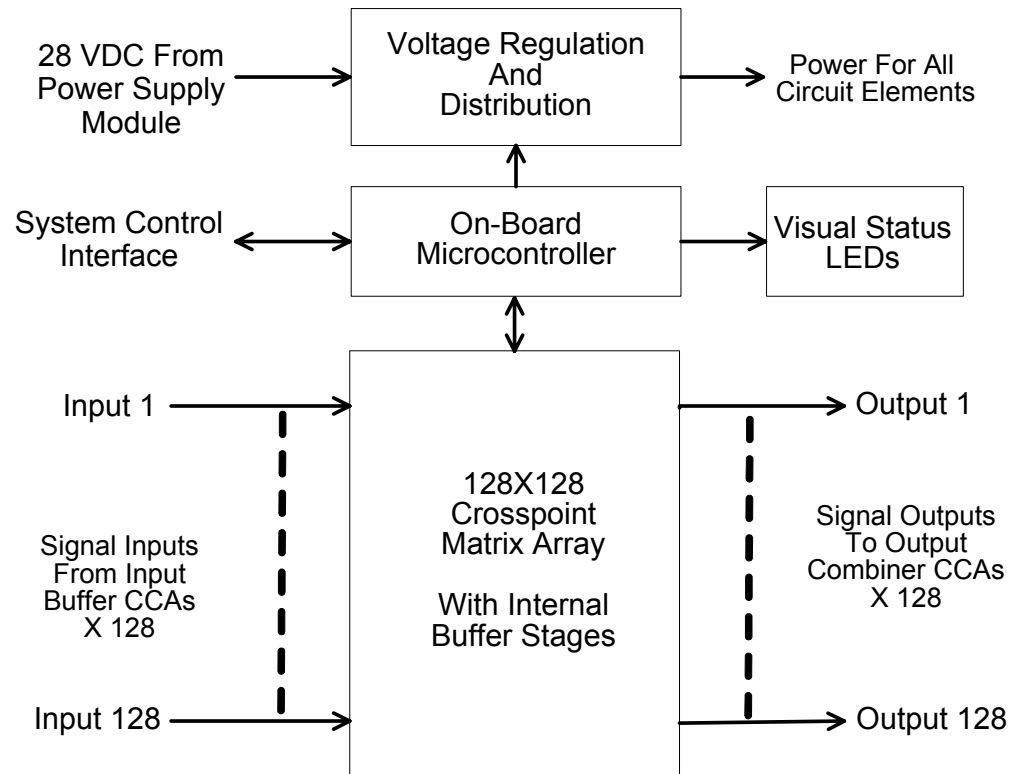 28 VDC From
Power Supply
Module
Voltage Regulation
And
Distribution
Power For All
Circuit Elements
System Control
Interface
On-Board
Microcontroller
Visual Status
LEDs
Input 1
Output 1
128X128
Crosspoint
Matrix Array
With Internal
Buffer Stages
Signal Inputs
From Input
Buffer CCAs
X 128
Signal Outputs
To Output
Combiner CCAs
X 128
Input 128
Output 128